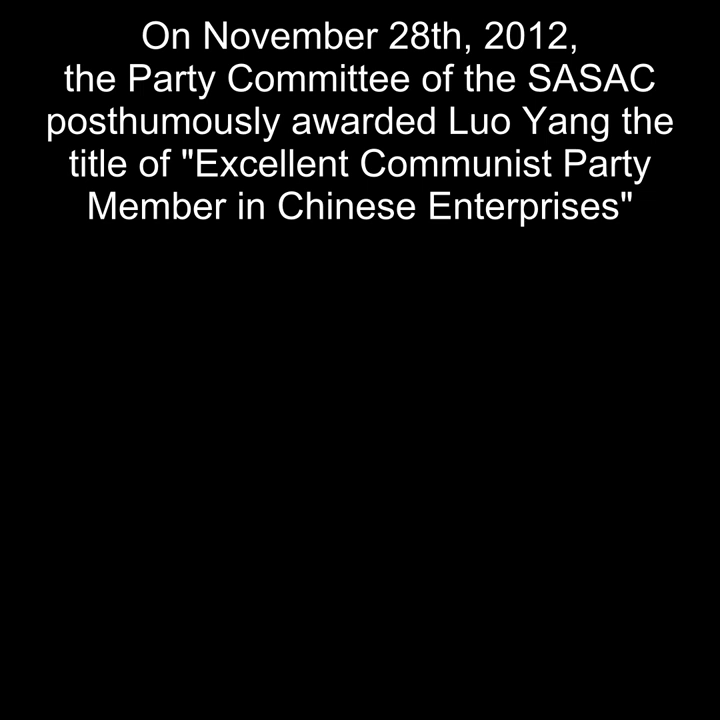 On November 28th, 2012,
the Party Committee of the SASAC
posthumously awarded Luo Yang the
title of "Excellent Communist Party
Member in Chinese Enterprises"